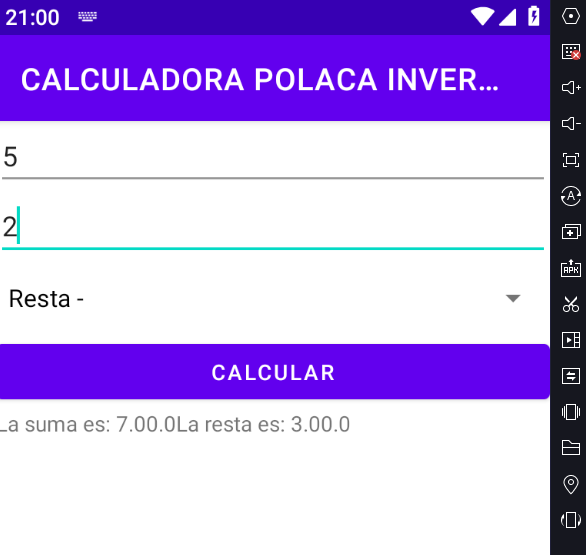 21:00
CALCULADORA POLACA INVER...
5
2
Resta -
CALCULAR
La suma es: 7.00.0La resta es: 3.00.0
A
APK